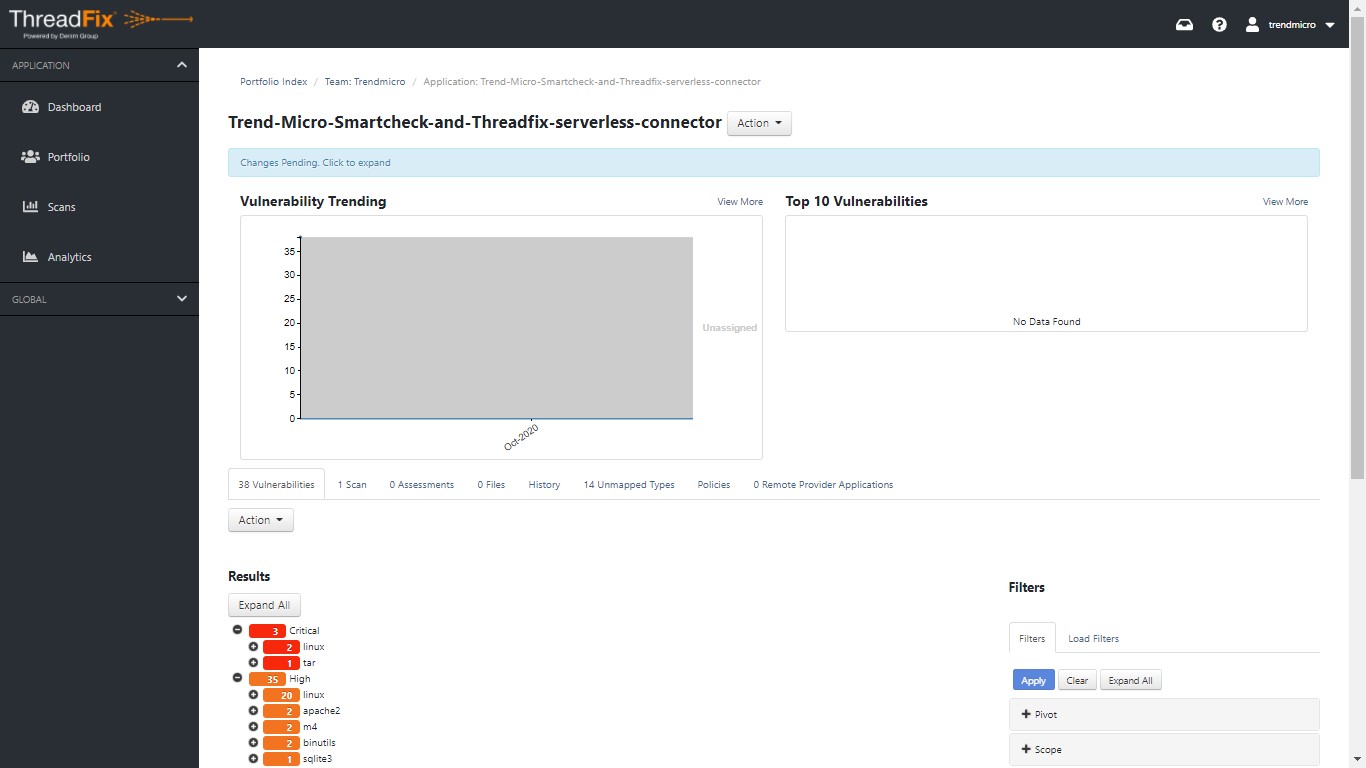 ThreadFix
Powered by Denim Group
trendmicro
APPLICATION
Dashboard
Portfolio
Scans
Analytics
GLOBAL
Portfolio Index / Team: Trendmicro / Application: Trend-Micro-Smartcheck-and-Threadfix-serverless-connector
Trend-Micro-Smartcheck-and-Threadfix-serverless-connector Action
Changes Pending. Click to expand
Vulnerability Trending View More
35
30
25
20
15
10
5
0
Unassigned
Oct-2020
Top 10 Vulnerabilities View More
No Data Found
38 Vulnerabilities 1 Scan 0 Assessments 0 Files History 14 Unmapped Types Policies 0 Remote Provider Applications
Action
Results
Expand All
3 Critical
2 linux
1 tar
35 High
20 linux
2 apache2
2 m4
2 binutils
1 sqlite3
Filters
Filters Load Filters
Apply Clear Expand All
Pivot
Scope